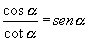 cos α / cot α = sen α